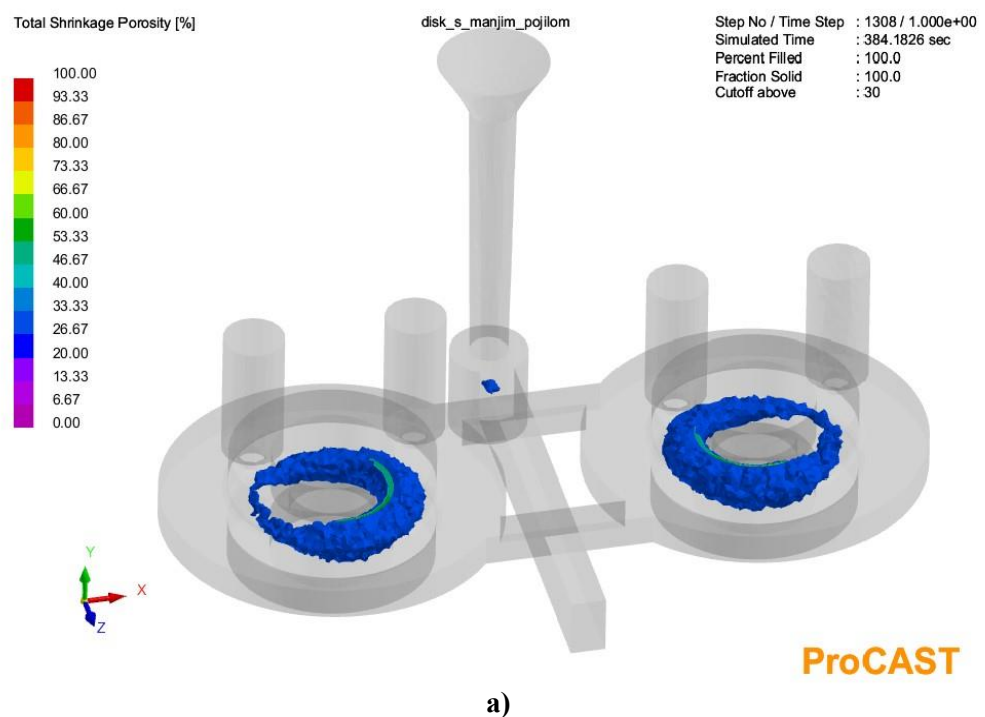 Total Shrinkage Porosity [%]
disk_s_manjim_pojilom
Step No / Time Step : 1308 / 1.000e+00
Simulated Time : 384.1826 sec
Percent Filled : 100.0
Fraction Solid : 100.0
Cutoff above : 30
100.00
93.33
86.67
80.00
73.33
66.67
60.00
53.33
46.67
40.00
33.33
26.67
20.00
13.33
6.67
0.00
Y
X
Z
ProCAST
a)